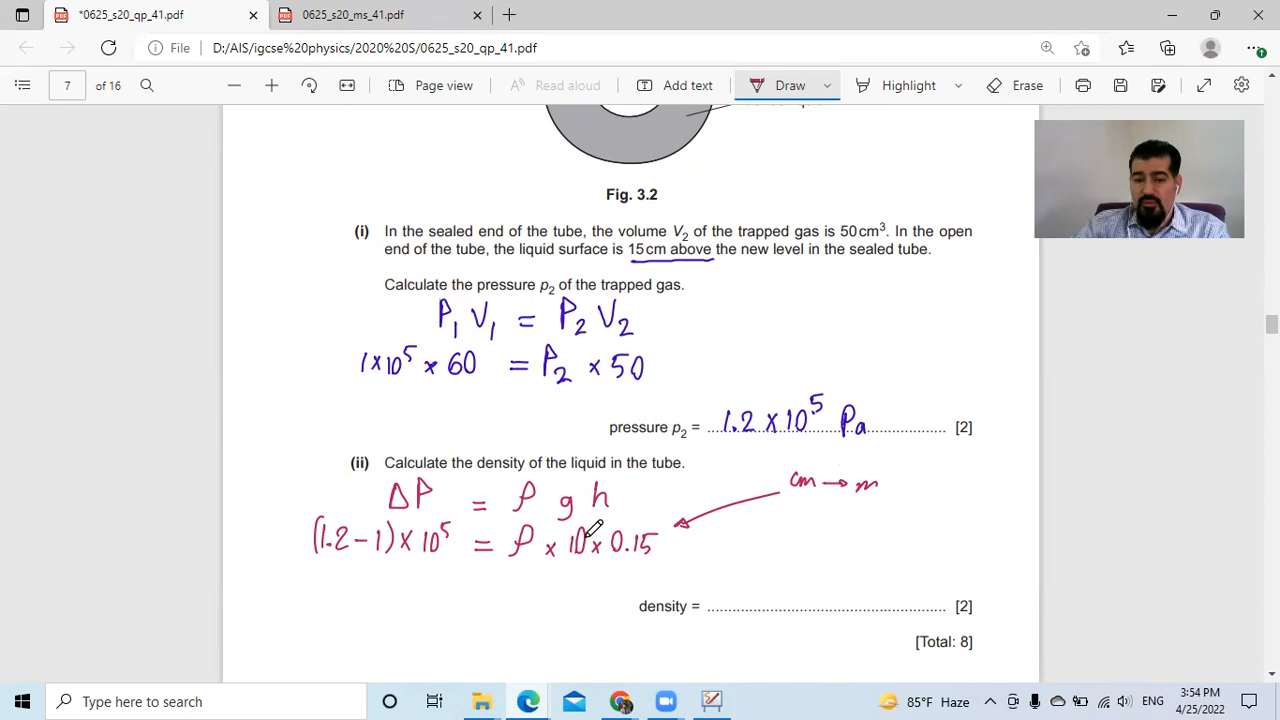 *0625_s20_qp_41.pdf
0625_s20_ms_41.pdf
File
D:/AIS/igcse%20physics/2020%20S/0625_s20_qp_41.pdf
7 of 16
Page view
Read aloud
Add text
Draw
Highlight
Erase
Fig. 3.2
(i) In the sealed end of the tube, the volume V₂ of the trapped gas is 50 cm³. In the open
end of the tube, the liquid surface is 15 cm above the new level in the sealed tube.
Calculate the pressure p₂ of the trapped gas.
P₁ V₁ = P₂ V₂
1×10⁵ × 60 = P₂ × 50
pressure p₂ = 1.2 × 10⁵ Pa [2]
(ii) Calculate the density of the liquid in the tube.
cm → m
ΔP = ρ g h
(1.2 − 1) × 10⁵ = ρ × 10 × 0.15
density = .................................................. [2]
[Total: 8]
Type here to search
85°F Haze
ENG
3:54 PM
4/25/2022